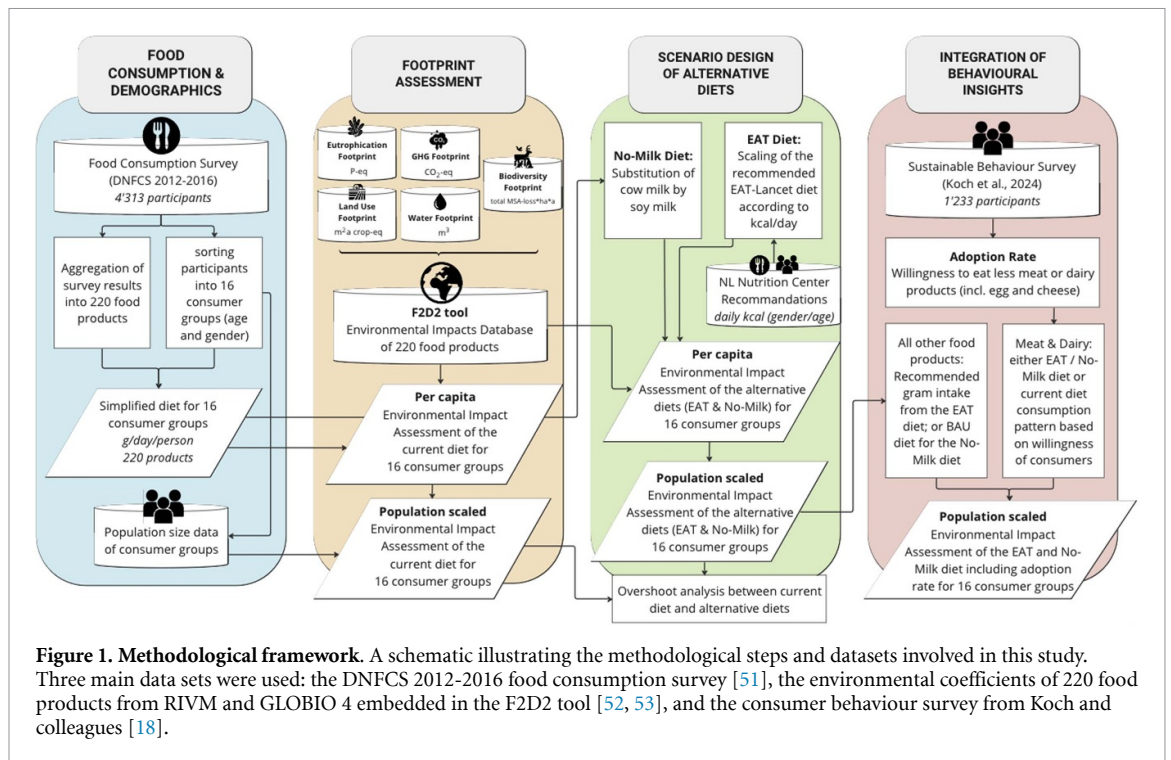 FOOD
CONSUMPTION &
DEMOGRAPHICS
Food Consumption Survey
(DNFCS 2012-2016)
4'313 participants
Aggregation of
survey results
into 220 food
products
sorting
participants
into 16
consumer
groups (age
and gender)
Simplified diet for 16
consumer groups
g/day/person
220 products
Population size data
of consumer groups
FOOTPRINT
ASSESSMENT
Eutrophication
Footprint
P-eq
GHG Footprint
CO₂-eq
CO₂
Land Use
Footprint
m²a crop-eq
Water Footprint
m³
Biodiversity
Footprint
total MSA-loss*ha*a
F2D2 tool
Environmental Impacts Database
of 220 food products
Per capita
Environmental Impact
Assessment of the
current diet for
16 consumer groups
Population scaled
Environmental Impact
Assessment of the
current diet for
16 consumer groups
SCENARIO DESIGN
OF ALTERNATIVE
DIETS
No-Milk Diet:
Substitution of
cow milk by
soy milk
EAT Diet:
Scaling of the
recommended
EAT-Lancet diet
according to
kcal/day
NL Nutrition Center
Recommandations
daily kcal (gender/age)
Per capita
Environmental Impact
Assessment of the alternative
diets (EAT & No-Milk) for
16 consumer groups
Population scaled
Environmental Impact
Assessment of the alternative
diets (EAT & No-Milk) for
16 consumer groups
Overshoot analysis between current
diet and alternative diets
INTEGRATION OF
BEHAVIOURAL
INSIGHTS
Sustainable Behaviour Survey
(Koch et al., 2024)
1'233 participants
Adoption Rate
Willingness to eat less meat or dairy
products (incl. egg and cheese)
All other food
products:
Recommended
gram intake
from the EAT
diet; or BAU
diet for the No-
Milk diet
Meat & Dairy:
either EAT / No-
Milk diet or
current diet
consumption
pattern based
on willingness
of consumers
Population scaled
Environmental Impact
Assessment of the EAT and No-
Milk diet including adoption
rate for 16 consumer groups
Figure 1. Methodological framework. A schematic illustrating the methodological steps and datasets involved in this study.
Three main data sets were used: the DNFCS 2012-2016 food consumption survey [51], the environmental coefficients of 220 food
products from RIVM and GLOBIO 4 embedded in the F2D2 tool [52, 53], and the consumer behaviour survey from Koch and
colleagues [18].